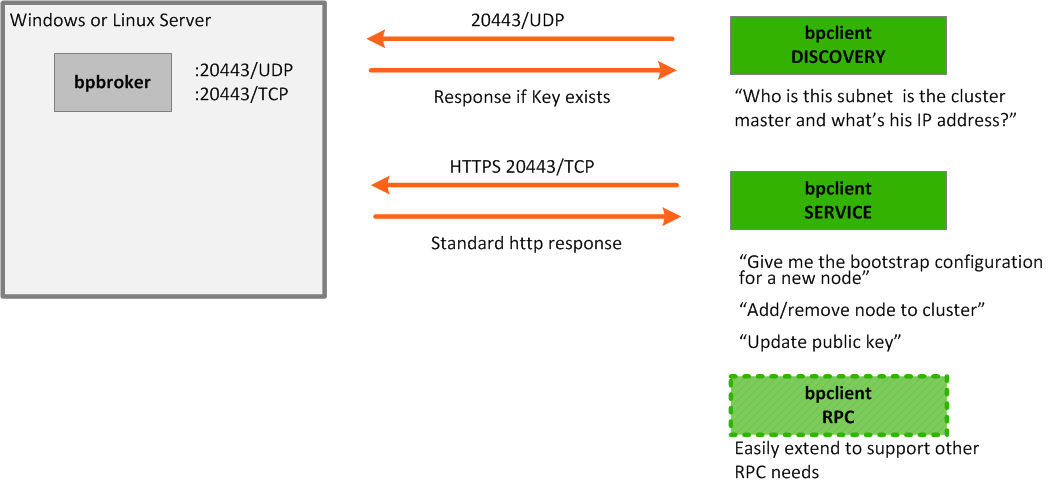 Windows or Linux Server
bpbroker
:20443/UDP
:20443/TCP
20443/UDP
Response if Key exists
bpclient
DISCOVERY
“Who is this subnet is the cluster
master and what’s his IP address?”
HTTPS 20443/TCP
Standard http response
bpclient
SERVICE
“Give me the bootstrap configuration
for a new node”
“Add/remove node to cluster”
“Update public key”
bpclient
RPC
Easily extend to support other
RPC needs